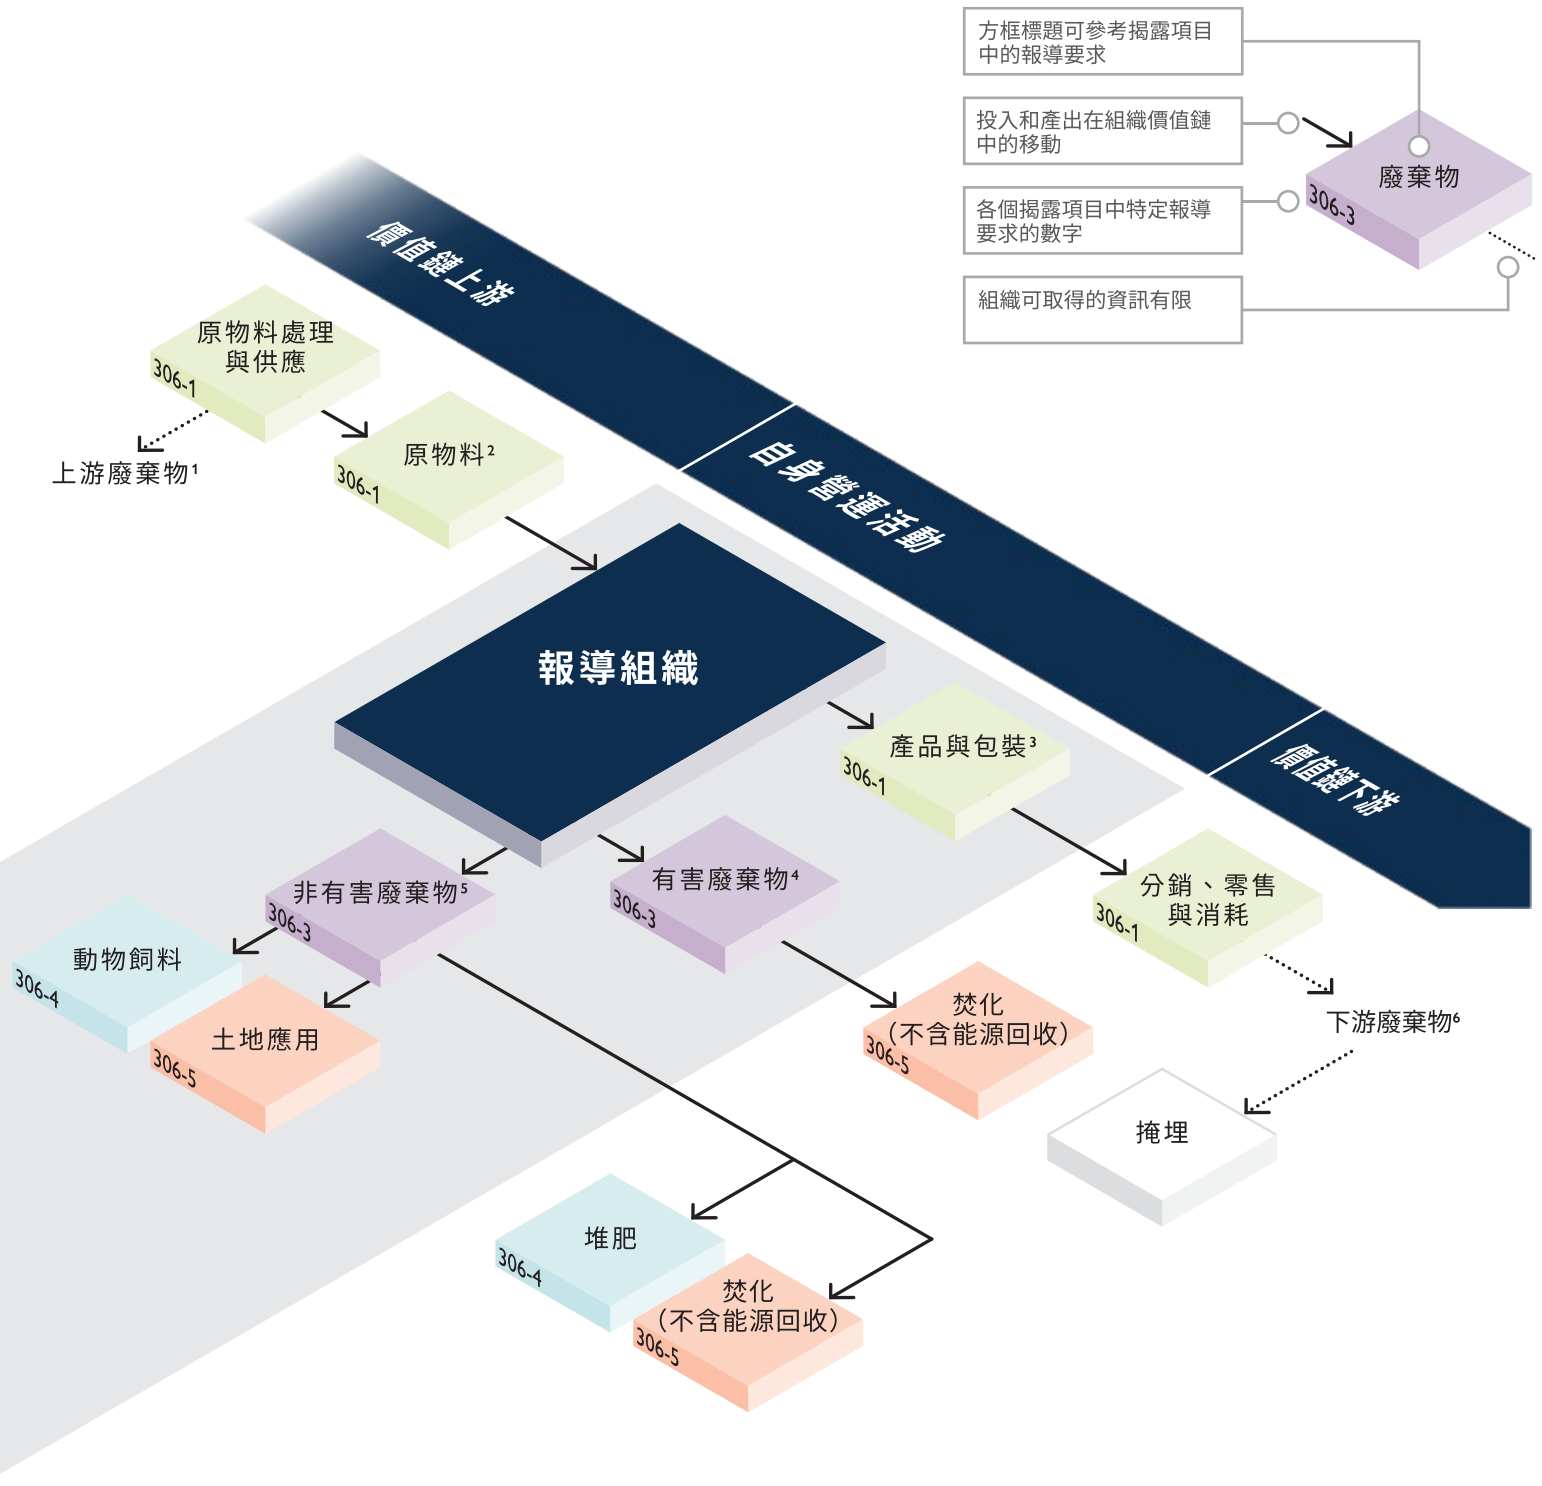 方框標題可參考揭露項目
中的報導要求
投入和產出在組織價值鏈
中的移動
各個揭露項目中特定報導
要求的數字
組織可取得的資訊有限
廢棄物
306-3
價值鏈上游
自身營運活動
價值鏈下游
原物料處理
與供應
306-1
上游廢棄物1
原物料2
306-1
報導組織
產品與包裝3
306-1
非有害廢棄物5
306-3
有害廢棄物4
306-3
分銷、零售
與消耗
306-1
動物飼料
306-4
土地應用
306-5
焚化
(不含能源回收)
306-5
下游廢棄物6
掩埋
堆肥
306-4
焚化
(不含能源回收)
306-5